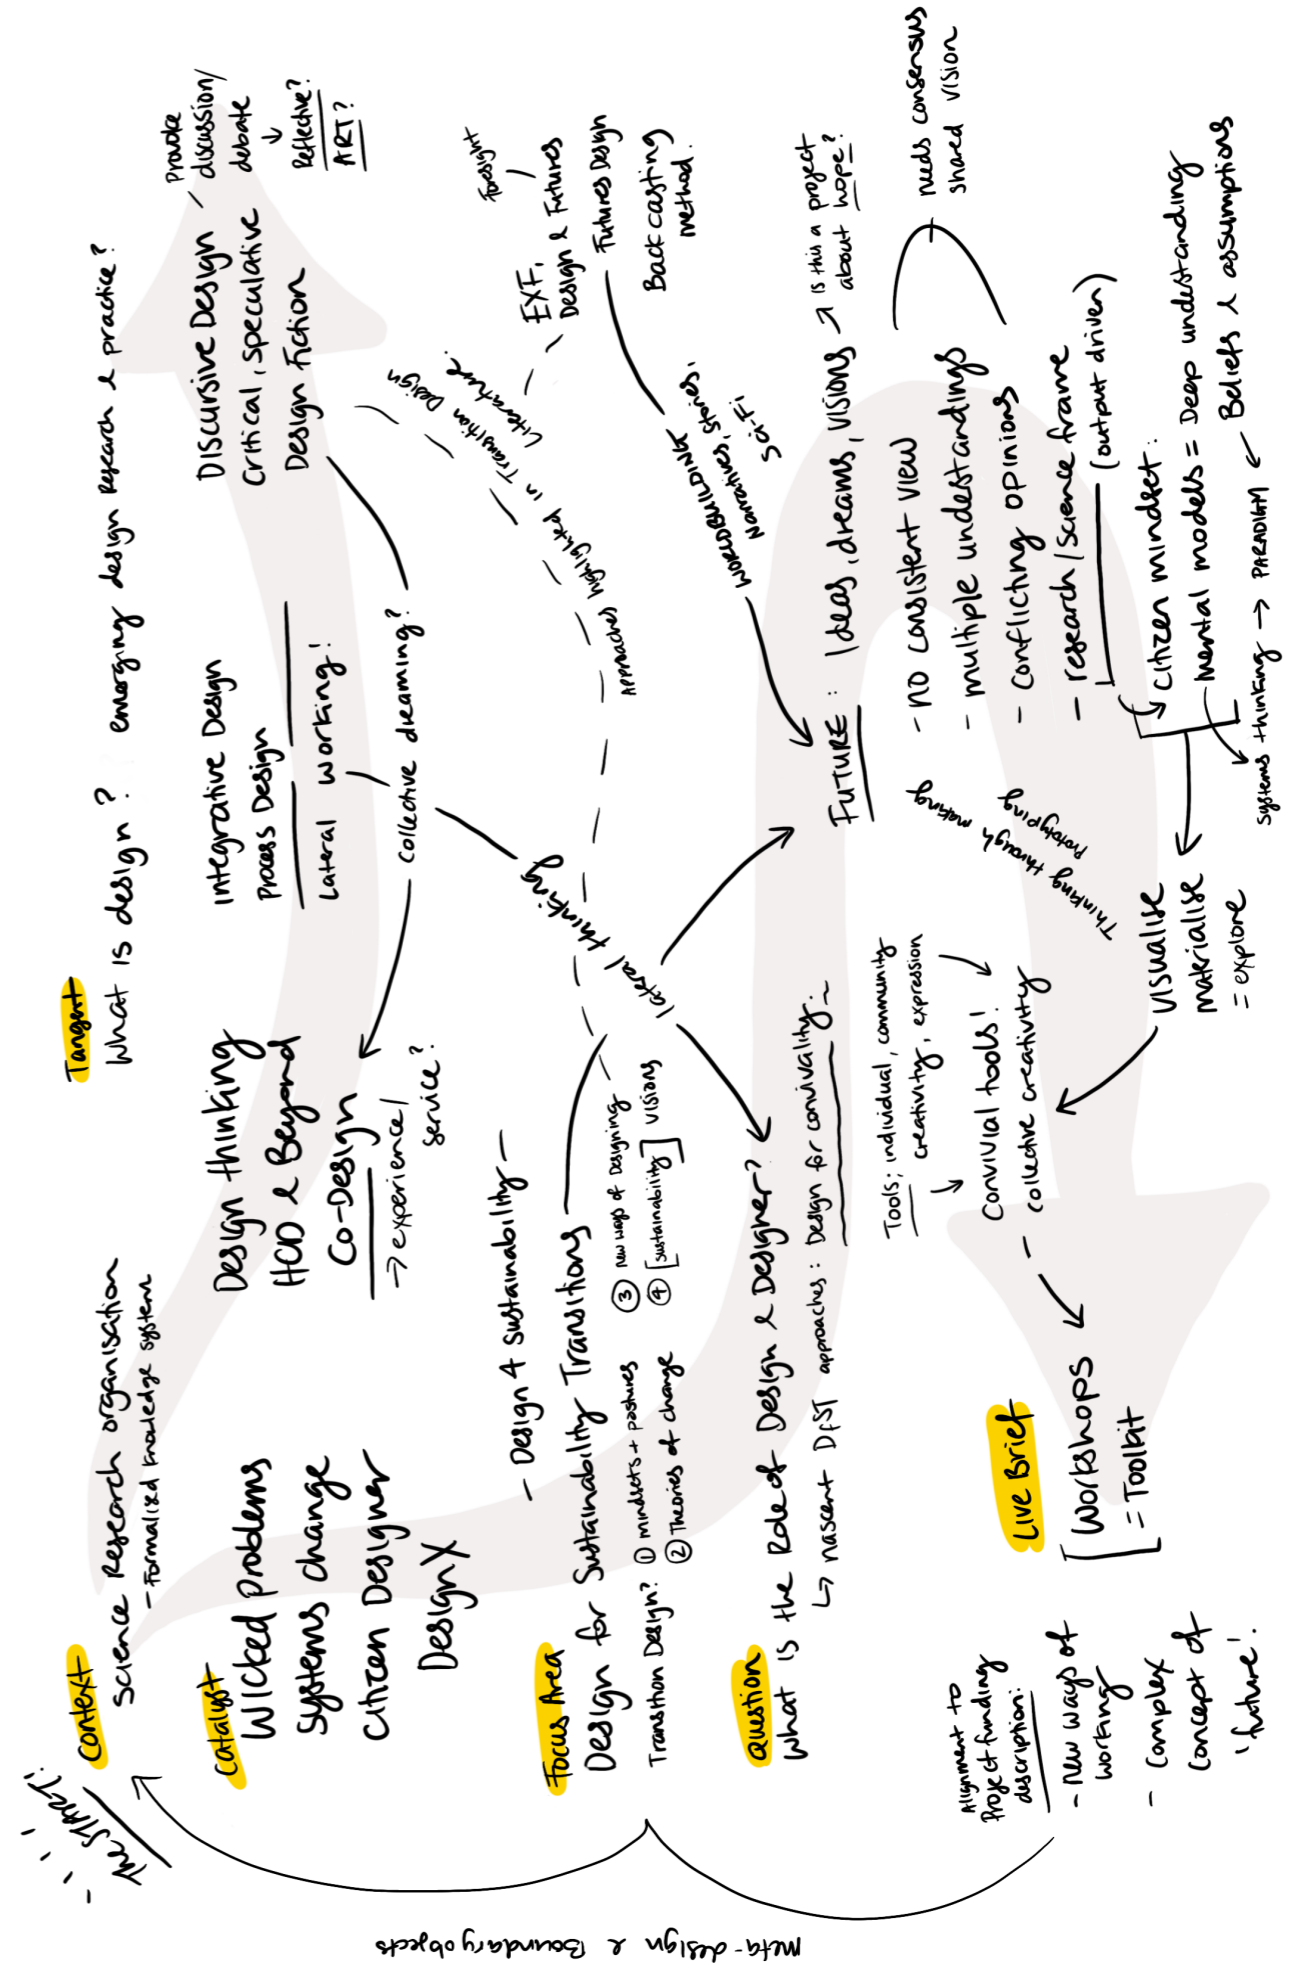 THE START!
Context
Science Research organisation
- Formalised knowledge system
Tangent
What is design? emerging design research & practice?
Catalyst
Wicked problems
Systems change
Citizen Designer
DesignX
Design thinking
HCD & Beyond
Co-Design
→ experience/
service?
Integrative Design
Process Design
Lateral working!
collective dreaming?
Discursive Design
Critical, speculative
Design Fiction
Provoke
discussion/
debate
↓
Reflective?
ART?
lateral thinking
Approaches highlighted in Transition Design
Literature.
Foresight
EXF,
Design & Futures
Futures Design
Backcasting
method.
WORLDBUILDING
Narratives, stories,
Sci-Fi
Focus Area
- Design 4 sustainability -
Design for Sustainability Transitions
Transition Design? ① mindsets + postures
② Theories of change
③ new ways of Designing
④ [sustainability] visions
Question
What is the Role of Design & Designer?
↳ nascent DfST approaches: Design for conviviality.
FUTURE: Ideas, dreams, visions
↗ is this a project
about hope?
- no consistent view
- multiple undestandings
- conflicting opinions
- research/science frame
(output driven)
needs consensus
shared vision
citizen mindset:
mental models = Deep undestanding
Beliefs & assumptions
systems thinking → PARADIGM
Thinking through making
Prototyping
visualise
materialise
= explore
Tools; individual, community
creativity, expression
Convivial tools!
- collective creativity
Live Brief
Workshops
= Toolkit
Alignment to
Project funding
description:
- new ways of
working
- Complex
concept of
'future'.
meta-design & Boundary objects